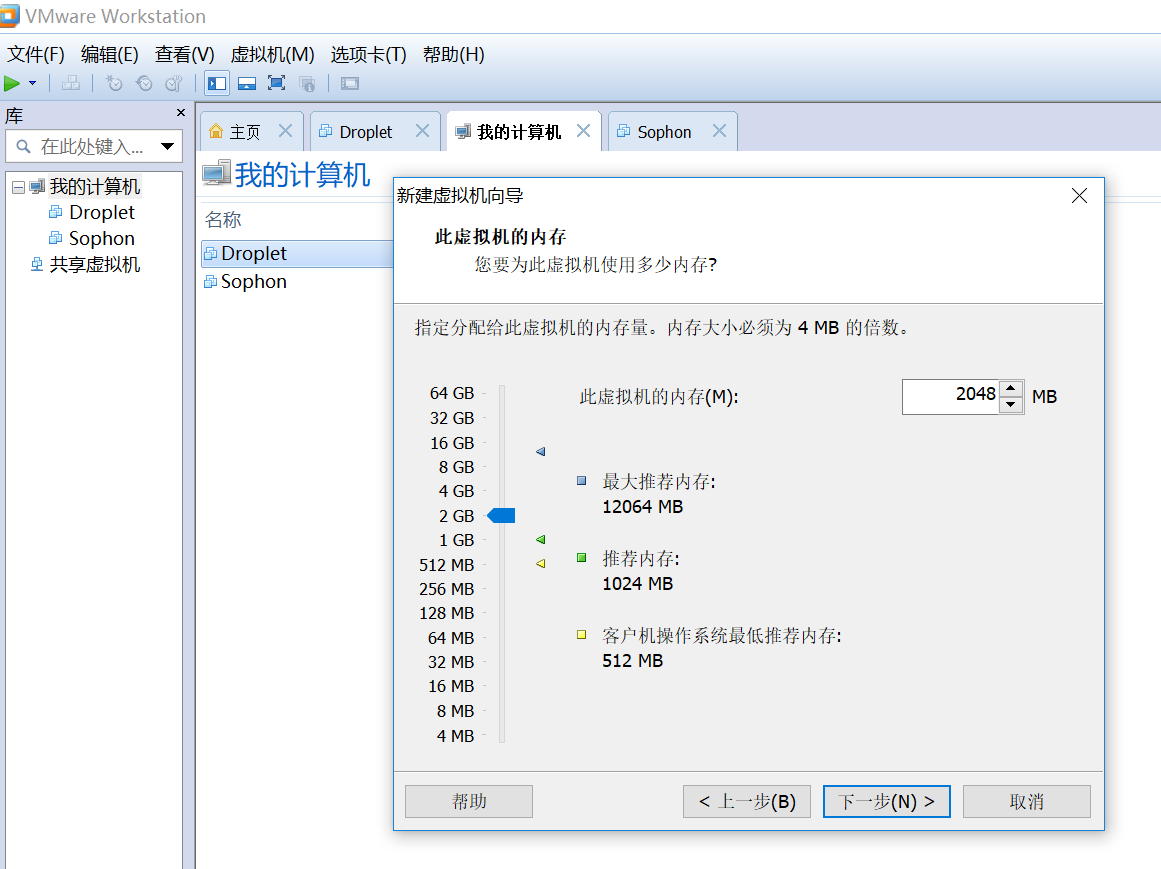 VMware Workstation
文件(F) 编辑(E) 查看(V) 虚拟机(M) 选项卡(T) 帮助(H)
库
在此处键入...
我的计算机
Droplet
Sophon
共享虚拟机
主页 Droplet 我的计算机 Sophon
我的计算机
名称
Droplet
Sophon
新建虚拟机向导
此虚拟机的内存
您要为此虚拟机使用多少内存?
指定分配给此虚拟机的内存量。内存大小必须为 4 MB 的倍数。
64 GB
32 GB
16 GB
8 GB
4 GB
2 GB
1 GB
512 MB
256 MB
128 MB
64 MB
32 MB
16 MB
8 MB
4 MB
此虚拟机的内存(M): 2048 MB
最大推荐内存:
12064 MB
推荐内存:
1024 MB
客户机操作系统最低推荐内存:
512 MB
帮助 < 上一步(B) 下一步(N) > 取消